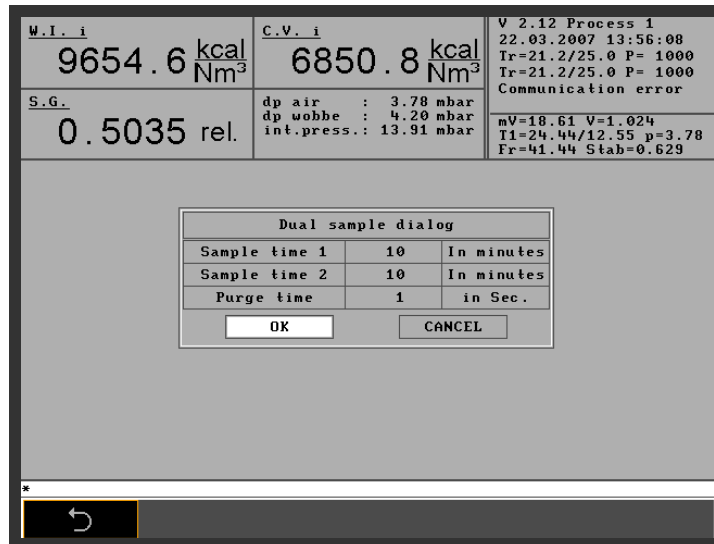 W.I. i
9654.6 kcal/Nm³
C.V. i
6850.8 kcal/Nm³
V 2.12 Process 1
22.03.2007 13:56:08
Tr=21.2/25.0 P= 1000
Tr=21.2/25.0 P= 1000
Communication error
S.G.
0.5035 rel.
dp air : 3.78 mbar
dp wobbe : 4.20 mbar
int.press.: 13.91 mbar
mV=18.61 V=1.024
T1=24.44/12.55 p=3.78
Fr=41.44 Stab=0.629
Dual sample dialog
Sample time 1 10 In minutes
Sample time 2 10 In minutes
Purge time 1 in Sec.
OK CANCEL
*